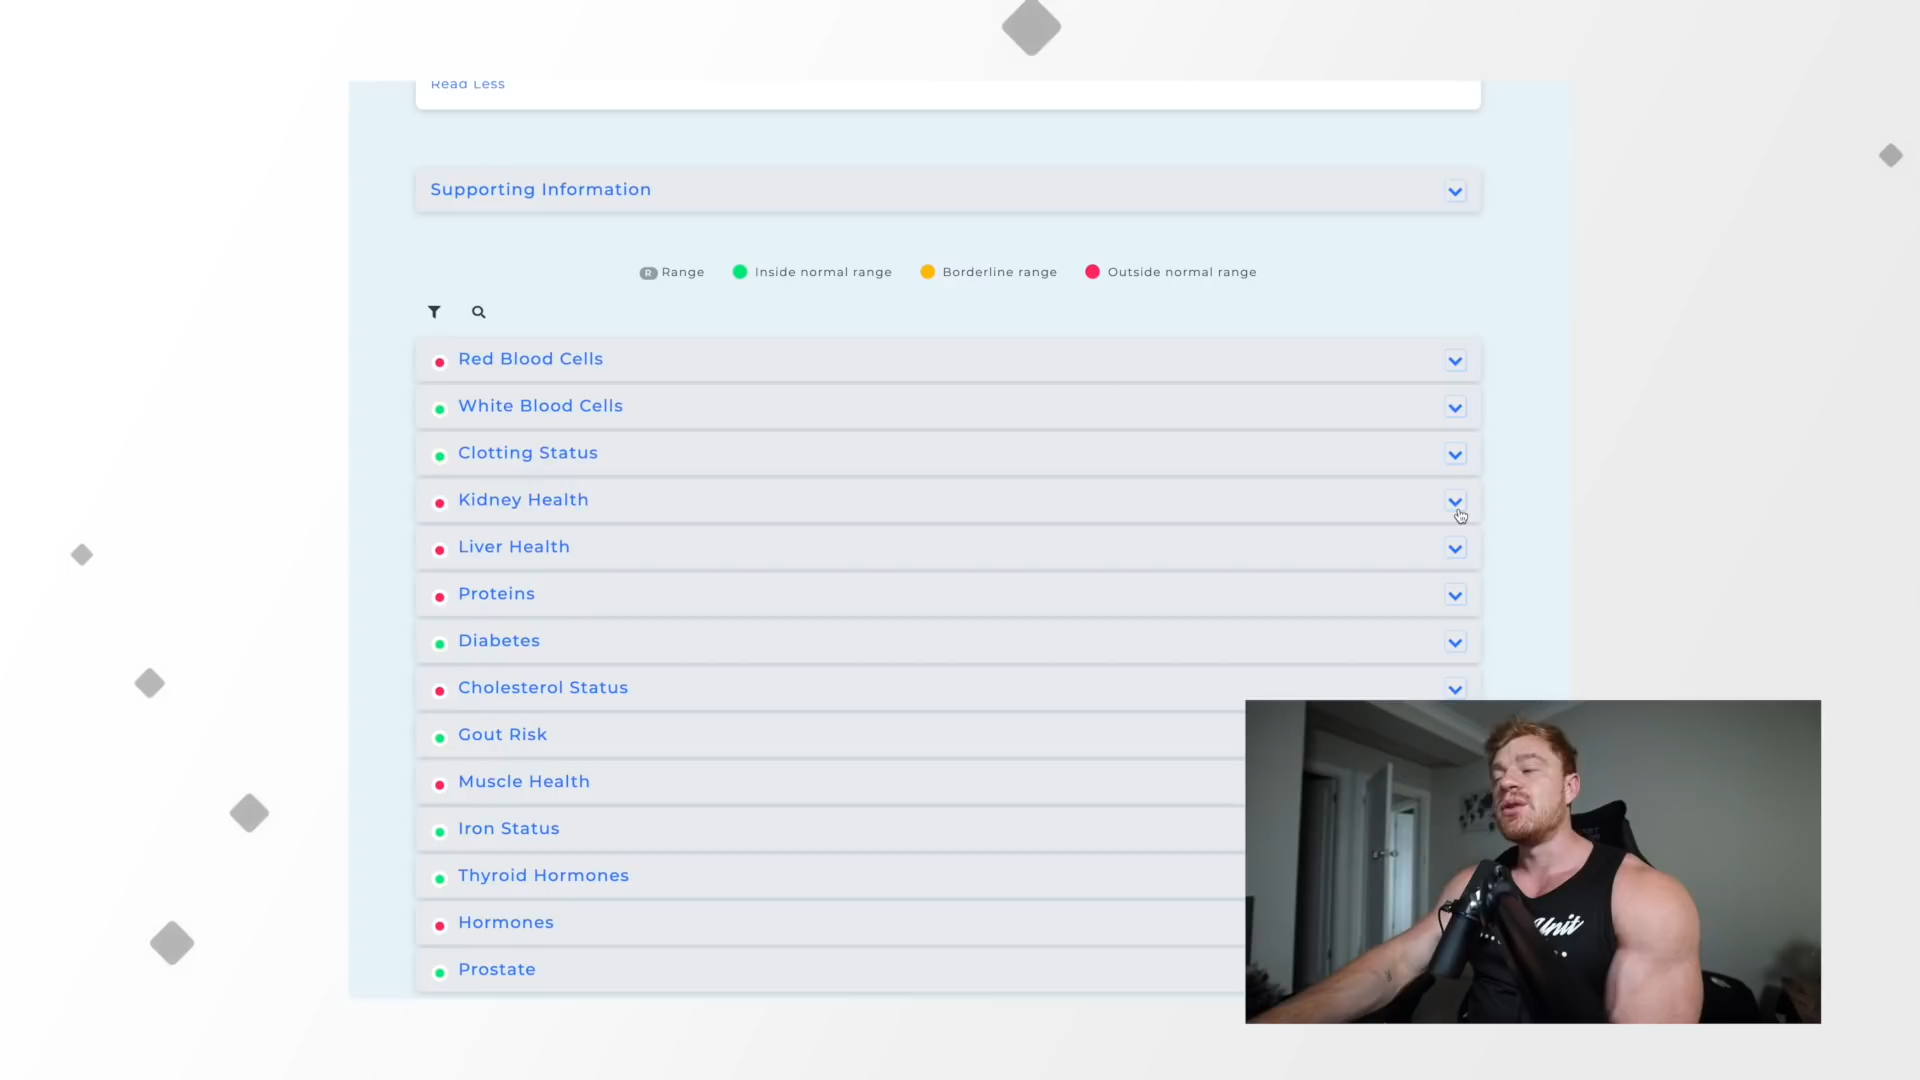 Read Less
Supporting Information
R Range Inside normal range Borderline range Outside normal range
Red Blood Cells
White Blood Cells
Clotting Status
Kidney Health
Liver Health
Proteins
Diabetes
Cholesterol Status
Gout Risk
Muscle Health
Iron Status
Thyroid Hormones
Hormones
Prostate
Unit